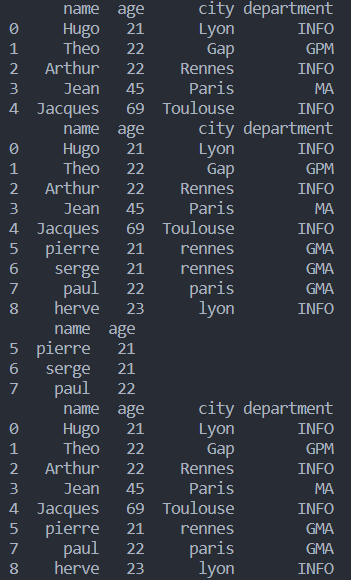 name age city department
0 Hugo 21 Lyon INFO
1 Theo 22 Gap GPM
2 Arthur 22 Rennes INFO
3 Jean 45 Paris MA
4 Jacques 69 Toulouse INFO
name age city department
0 Hugo 21 Lyon INFO
1 Theo 22 Gap GPM
2 Arthur 22 Rennes INFO
3 Jean 45 Paris MA
4 Jacques 69 Toulouse INFO
5 pierre 21 rennes GMA
6 serge 21 rennes GMA
7 paul 22 paris GMA
8 herve 23 lyon INFO
name age
5 pierre 21
6 serge 21
7 paul 22
name age city department
0 Hugo 21 Lyon INFO
1 Theo 22 Gap GPM
2 Arthur 22 Rennes INFO
3 Jean 45 Paris MA
4 Jacques 69 Toulouse INFO
5 pierre 21 rennes GMA
7 paul 22 paris GMA
8 herve 23 lyon INFO